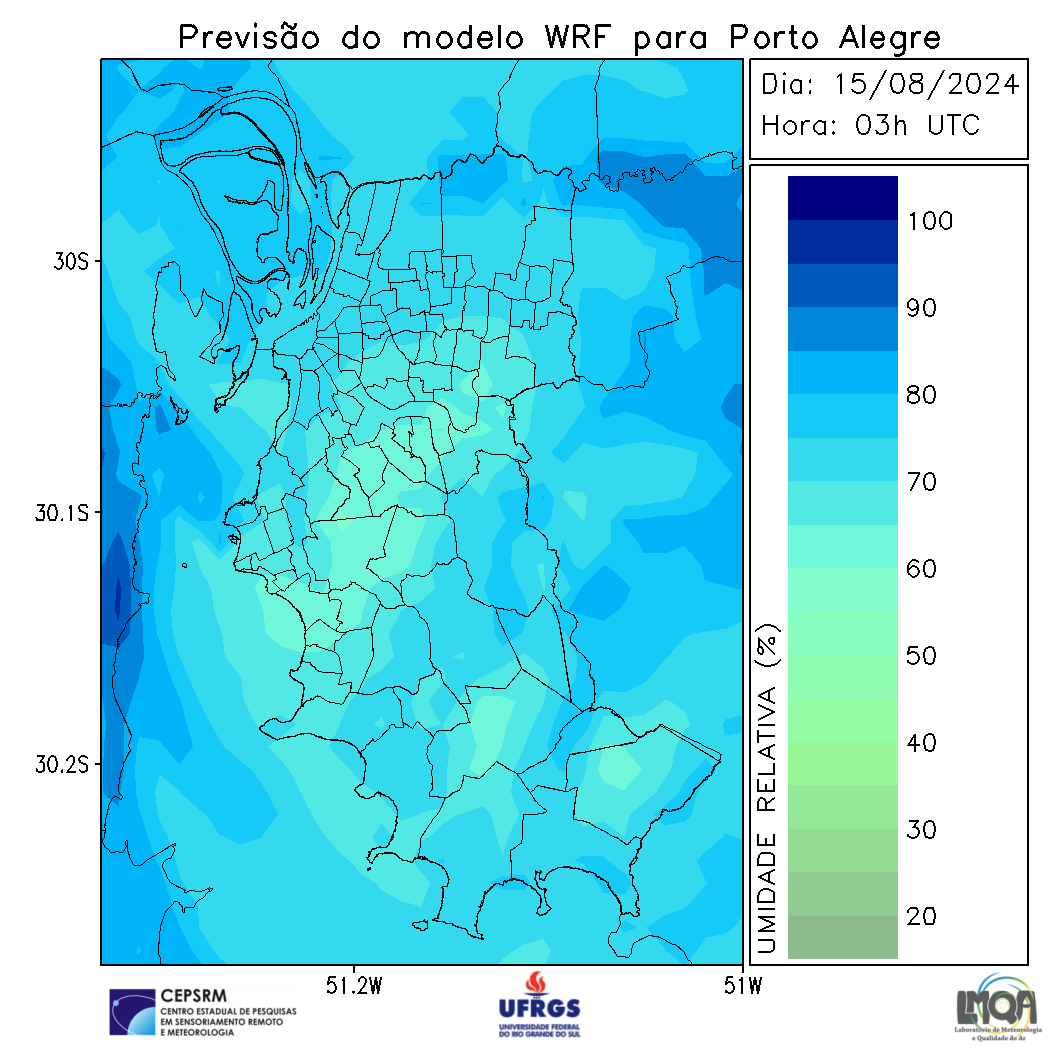 Previsão do modelo WRF para Porto Alegre
Dia: 15/08/2024
Hora: 03h UTC
100
90
80
70
60
50
40
30
20
UMIDADE RELATIVA (%)
30S
30.1S
30.2S
51.2W
51W
CEPSRM
CENTRO ESTADUAL DE PESQUISAS
EM SENSORIAMENTO REMOTO
E METEOROLOGIA
UFRGS
UNIVERSIDADE FEDERAL
DO RIO GRANDE DO SUL
LMQA
Laboratório de Meteorologia
e Qualidade do Ar